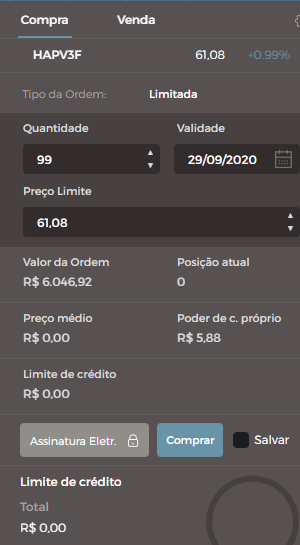 Compra Venda
HAPV3F 61,08 +0.99%
Tipo da Ordem: Limitada
Quantidade Validade
99 29/09/2020
Preço Limite
61,08
Valor da Ordem Posição atual
R$ 6.046,92 0
Preço médio Poder de c. próprio
R$ 0,00 R$ 5,88
Limite de crédito
R$ 0,00
Assinatura Eletr. Comprar Salvar
Limite de crédito
Total
R$ 0,00